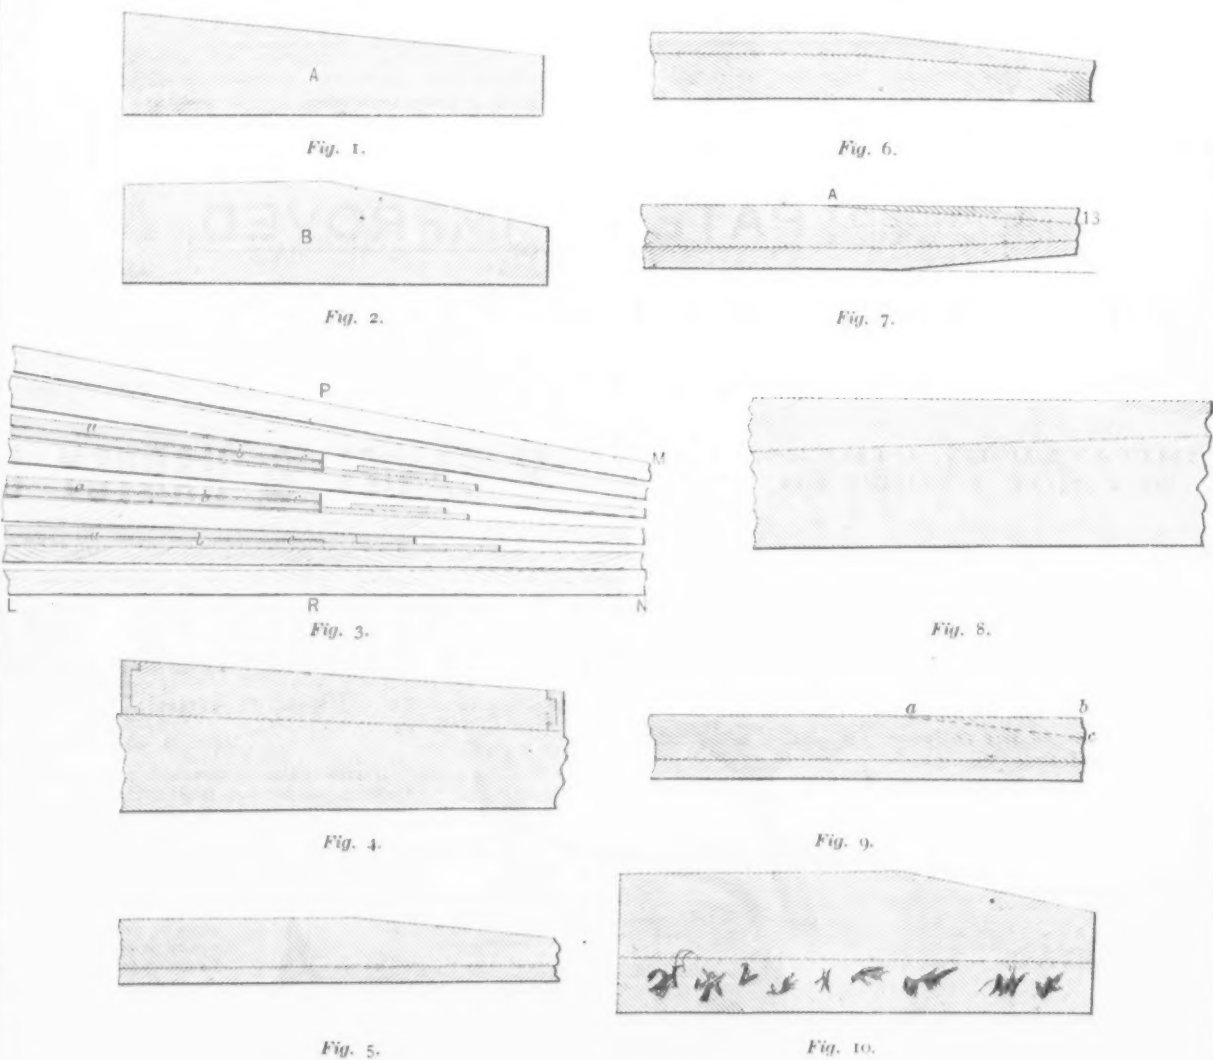 A
Fig. 1.
Fig. 6.
B
Fig. 2.
A
13
Fig. 7.
P
a
b
c
M
a
b
c
a
b
c
L
R
N
Fig. 3.
Fig. 8.
Fig. 4.
a
b
c
Fig. 9.
Fig. 5.
Fig. 10.